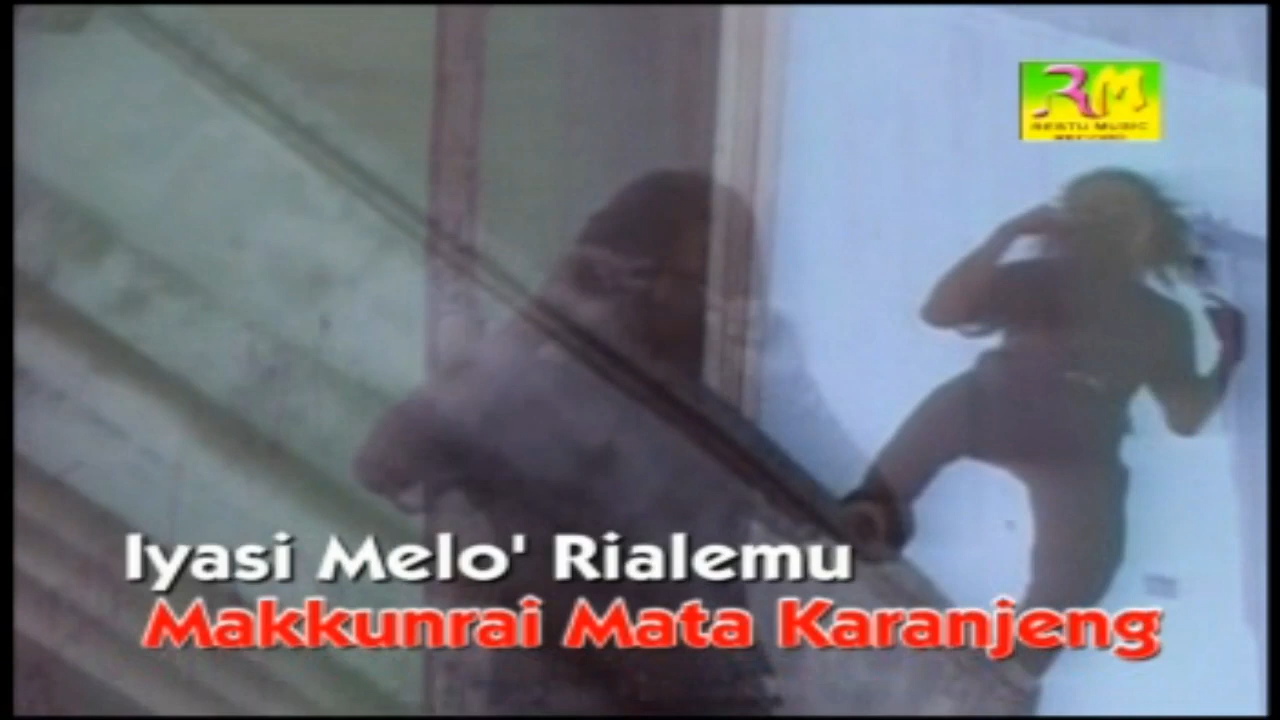 RM
RESTU MUSIC
Iyasi Melo' Rialemu
Makkunrai Mata Karanjeng